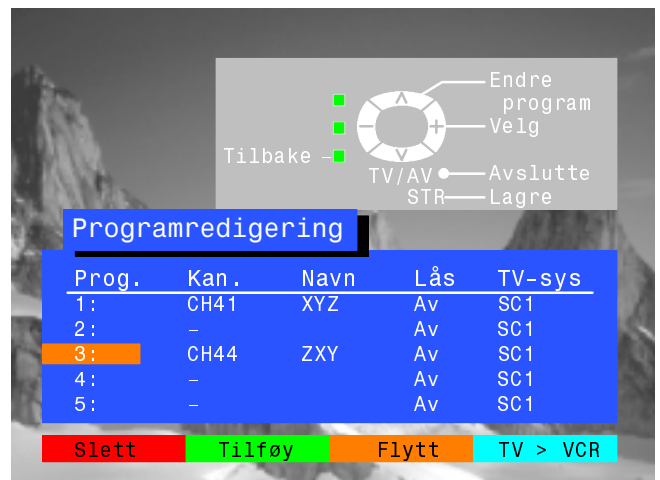 Endre
program
Velg
Tilbake
TV/AV Avslutte
STR Lagre
Programredigering
Prog. Kan. Navn Lås TV-sys
1: CH41 XYZ Av SC1
2: – Av SC1
3: CH44 ZXY Av SC1
4: – Av SC1
5: – Av SC1
Slett Tilføy Flytt TV > VCR